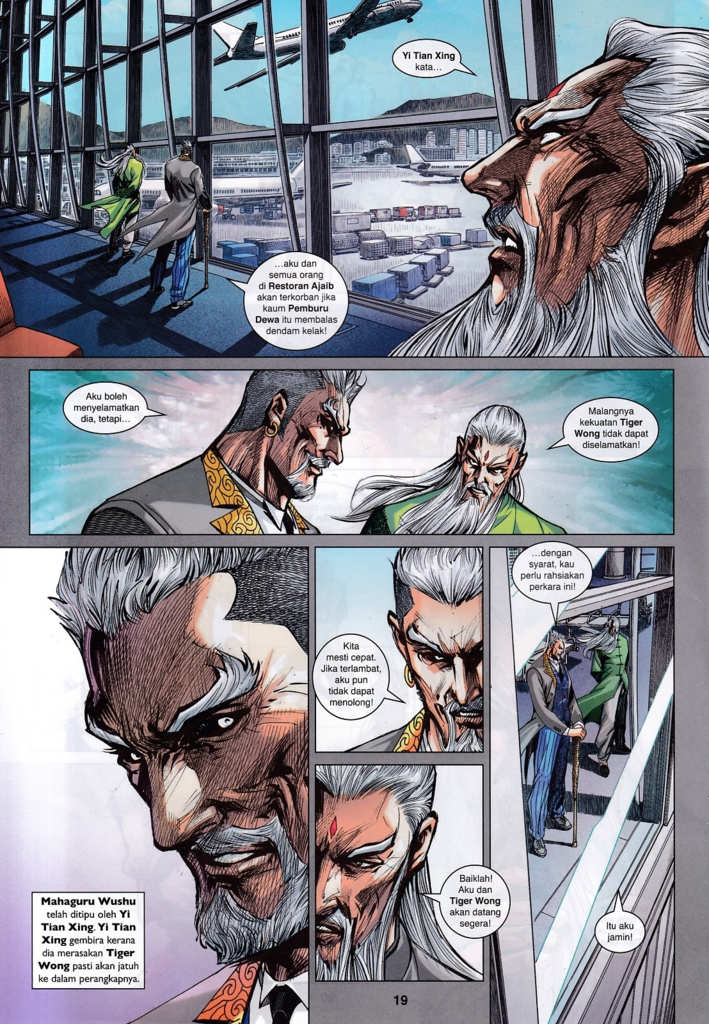 Yi Tian Xing
kata...
...aku dan
semua orang
di Restoran Ajaib
akan terkorban jika
kaum Pemburu
Dewa itu membalas
dendam kelak!
Aku boleh
menyelamatkan
dia, tetapi...
Malangnya
kekuatan Tiger
Wong tidak dapat
diselamatkan!
Kita
mesti cepat.
Jika terlambat,
aku pun
tidak dapat
menolong!
...dengan
syarat, kau
perlu rahsiakan
perkara ini!
Mahaguru Wushu
telah ditipu oleh Yi
Tian Xing. Yi Tian
Xing gembira kerana
dia merasakan Tiger
Wong pasti akan jatuh
ke dalam perangkapnya.
Baiklah!
Aku dan
Tiger Wong
akan datang
segera!
Itu aku
jamin!
19